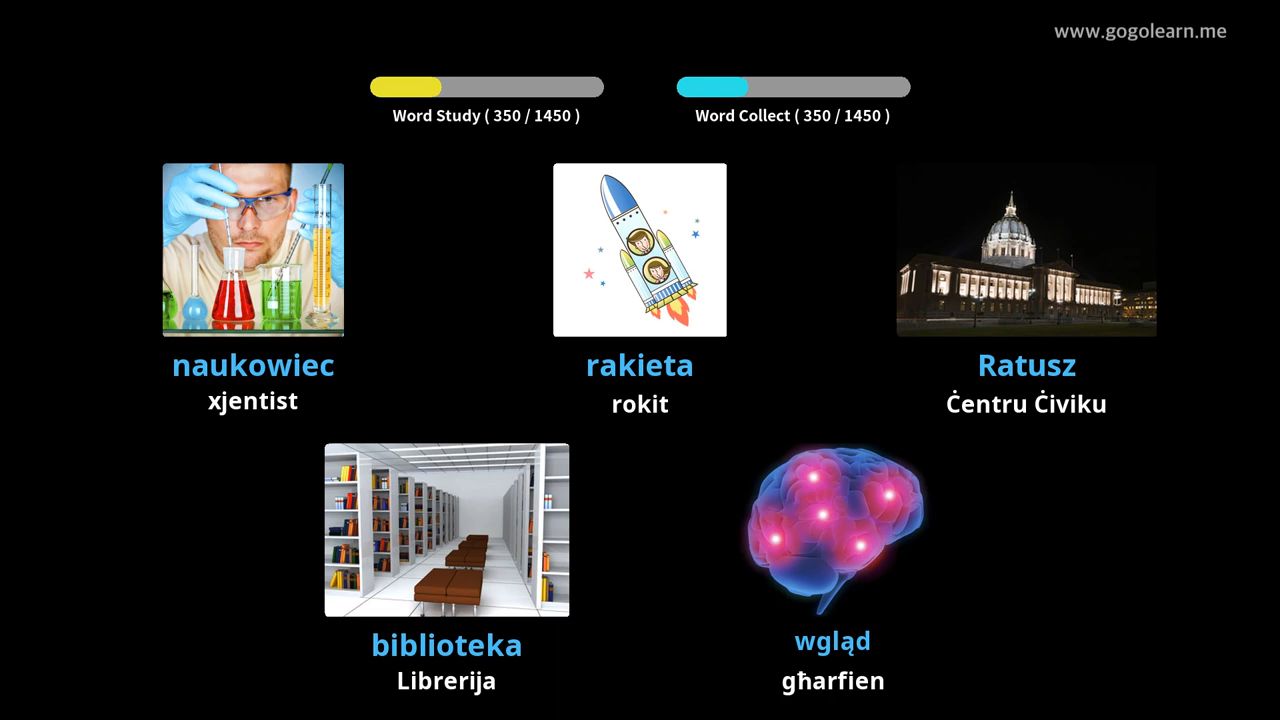 www.gogolearn.me
Word Study ( 350 / 1450 )
Word Collect ( 350 / 1450 )
naukowiec
xjentist
rakieta
rokit
Ratusz
Ċentru Ċiviku
biblioteka
Librerija
wgląd
għarfien